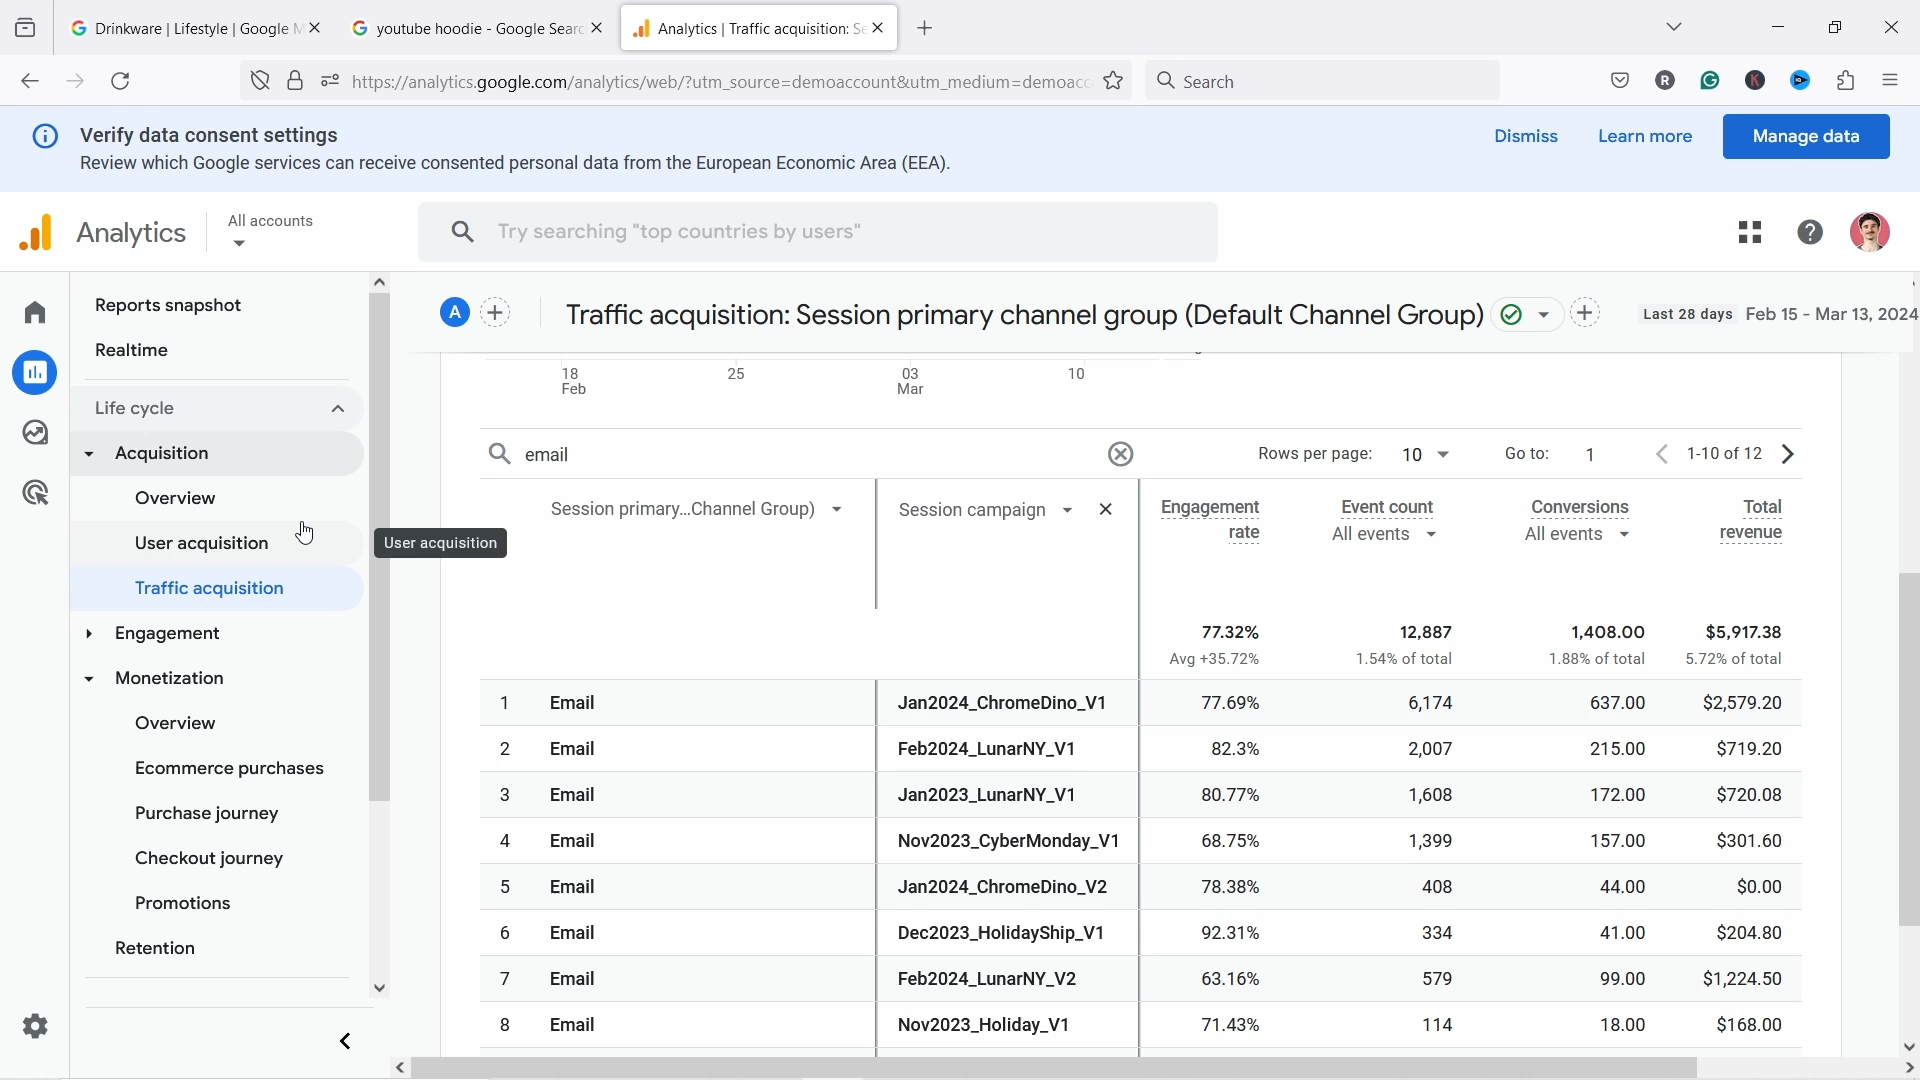 Drinkware | Lifestyle | Google M
youtube hoodie - Google Searc
Analytics | Traffic acquisition: Se
https://analytics.google.com/analytics/web/?utm_source=demoaccount&utm_medium=demoacc
Search
R
K
Verify data consent settings
Review which Google services can receive consented personal data from the European Economic Area (EEA).
Dismiss
Learn more
Manage data
Analytics
All accounts
Try searching "top countries by users"
Reports snapshot
Realtime
Life cycle
Acquisition
Overview
User acquisition
Traffic acquisition
Engagement
Monetization
Overview
Ecommerce purchases
Purchase journey
Checkout journey
Promotions
Retention
User acquisition
A
Traffic acquisition: Session primary channel group (Default Channel Group)
Last 28 days Feb 15 - Mar 13, 2024
18 25 03 10
Feb Mar
email
Rows per page: 10 Go to: 1 1-10 of 12
Session primary...Channel Group) Session campaign
Engagement rate
Event count
All events
Conversions
All events
Total revenue
77.32% 12,887 1,408.00 $5,917.38
Avg +35.72% 1.54% of total 1.88% of total 5.72% of total
1 Email Jan2024_ChromeDino_V1 77.69% 6,174 637.00 $2,579.20
2 Email Feb2024_LunarNY_V1 82.3% 2,007 215.00 $719.20
3 Email Jan2023_LunarNY_V1 80.77% 1,608 172.00 $720.08
4 Email Nov2023_CyberMonday_V1 68.75% 1,399 157.00 $301.60
5 Email Jan2024_ChromeDino_V2 78.38% 408 44.00 $0.00
6 Email Dec2023_HolidayShip_V1 92.31% 334 41.00 $204.80
7 Email Feb2024_LunarNY_V2 63.16% 579 99.00 $1,224.50
8 Email Nov2023_Holiday_V1 71.43% 114 18.00 $168.00